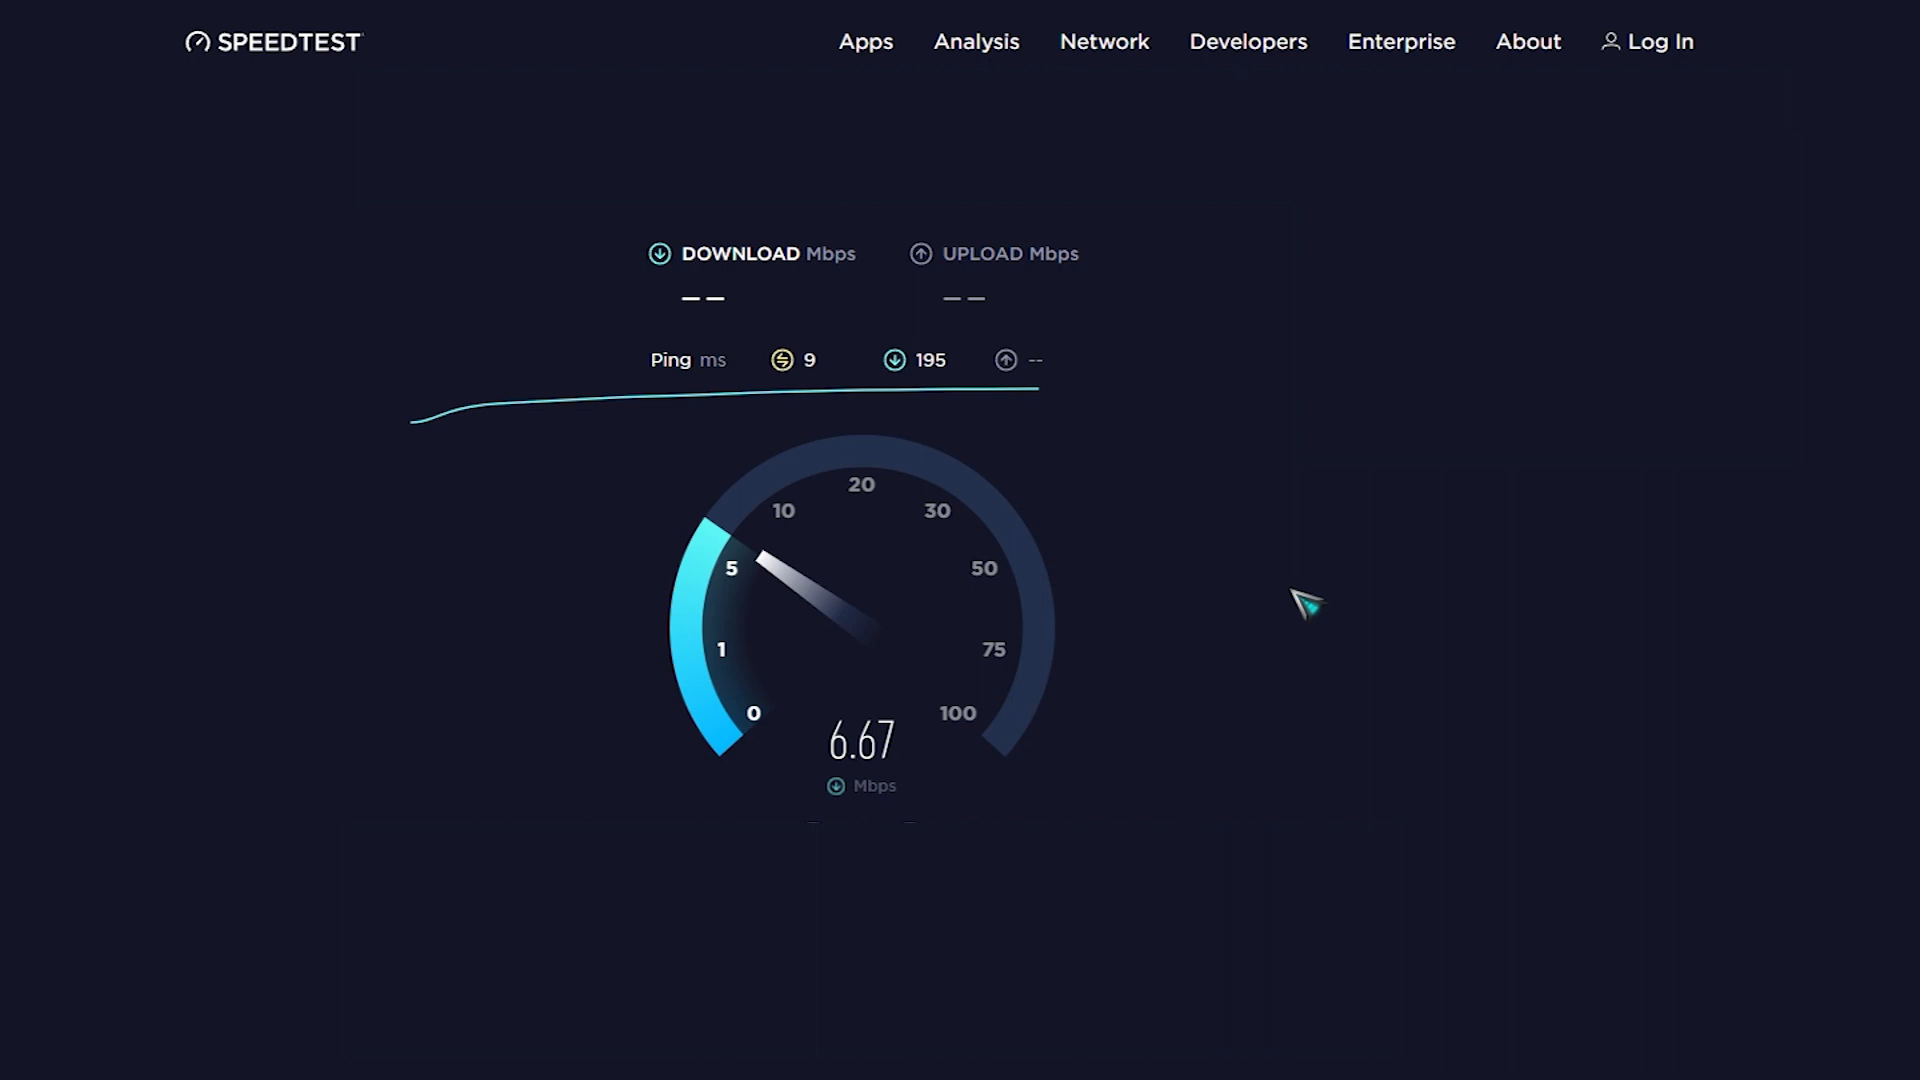 SPEEDTEST Apps Analysis Network Developers Enterprise About Log In
DOWNLOAD Mbps UPLOAD Mbps
— — — —
Ping ms 9 195 --
20
10 30
5 50
1 75
0 100
6.67
Mbps